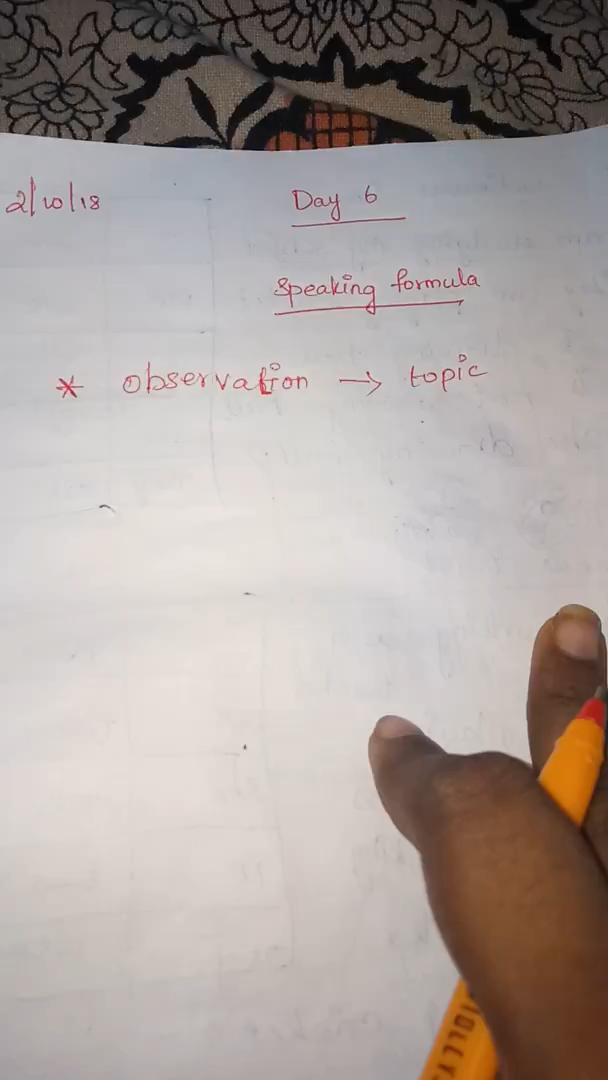 2/10/18
Day 6
Speaking formula
* observation → topic